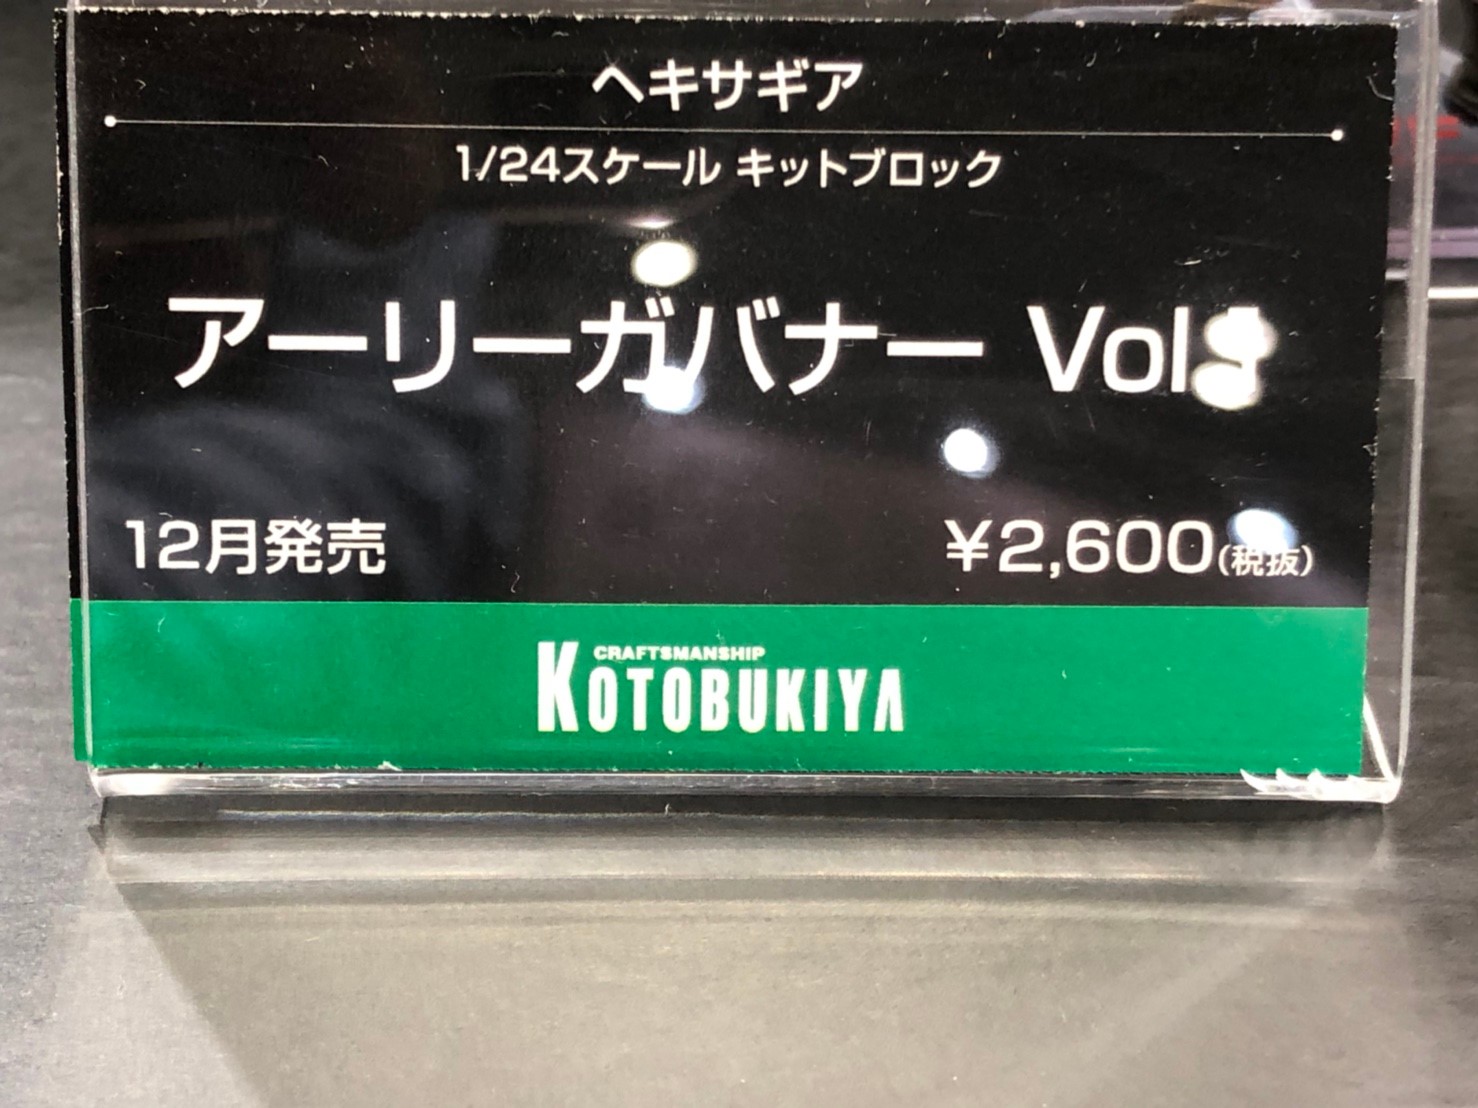 ヘキサギア
1/24スケール キットブロック
アーリーガバナー Vol
12月発売
¥2,600(税抜)
CRAFTSMANSHIP
KOTOBUKIYA